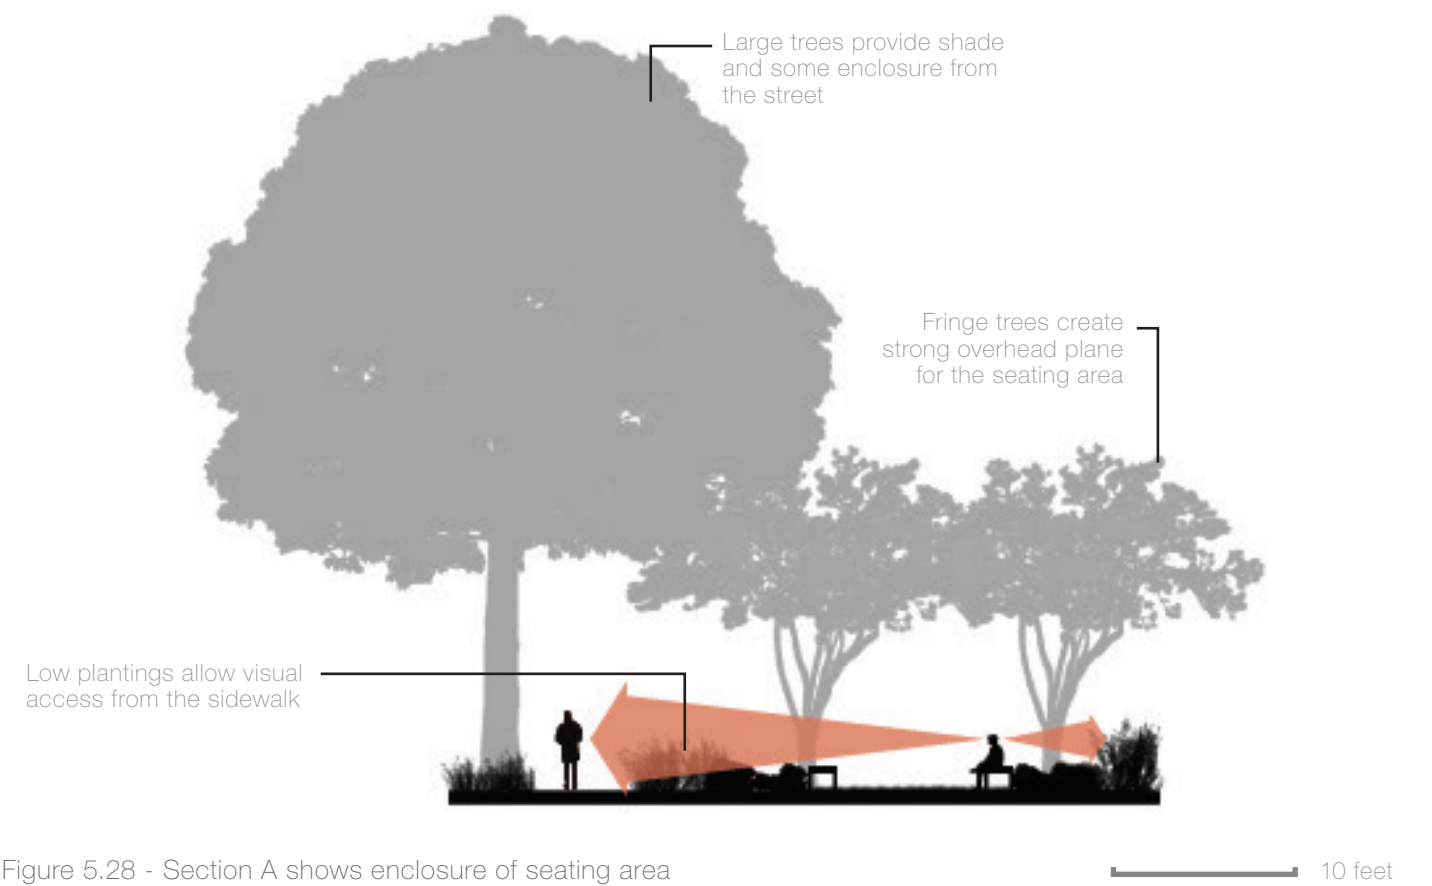 Large trees provide shade
and some enclosure from
the street
Fringe trees create
strong overhead plane
for the seating area
Low plantings allow visual
access from the sidewalk
Figure 5.28 - Section A shows enclosure of seating area
10 feet